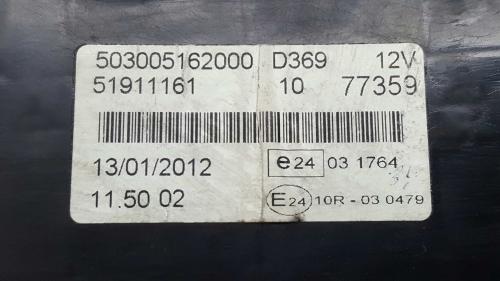 503005162000 D369 12V
51911161 10 77359
13/01/2012 e24 03 1764
11.50 02 E24 10R - 03 0479